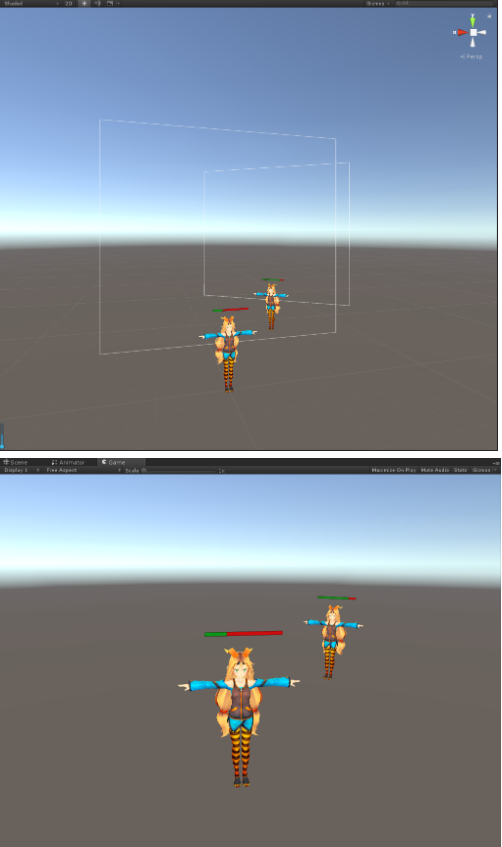 Shaded 2D Gizmos
Persp
Scene Animator Game
Display 1 Free Aspect Scale 1x Maximize On Play Mute Audio Stats Gizmos